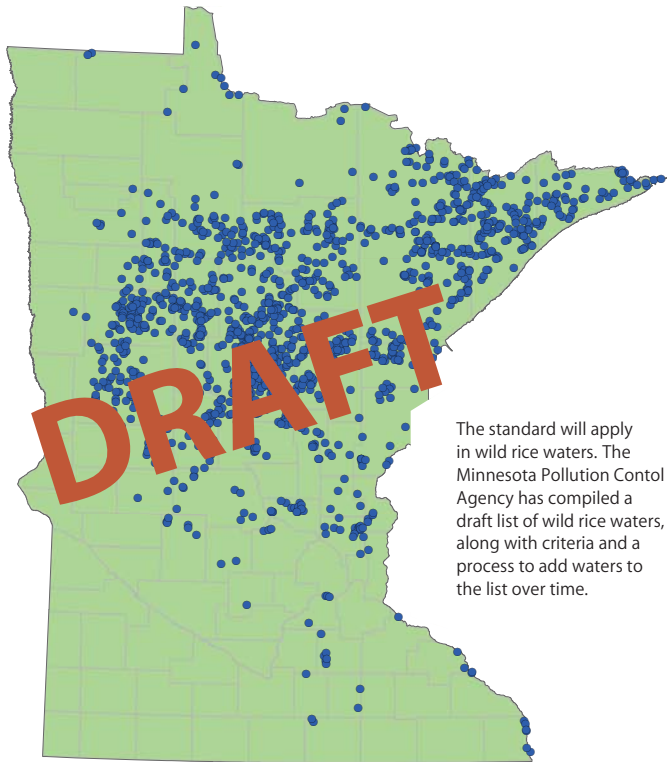 DRAFT
The standard will apply
in wild rice waters. The
Minnesota Pollution Contol
Agency has compiled a
draft list of wild rice waters,
along with criteria and a
process to add waters to
the list over time.